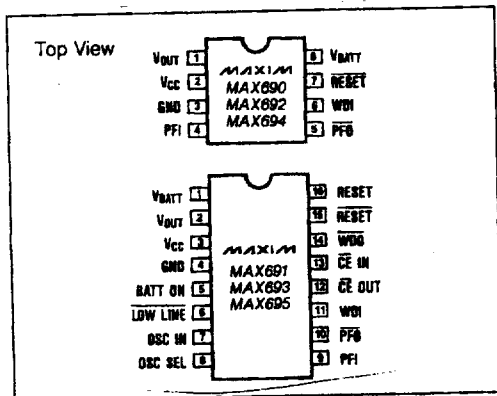 Top View
VOUT 1
VCC 2
GND 3
PFI 4
MAXIM
MAX690
MAX692
MAX694
8 VBATT
7 RESET
6 WDI
5 PFO
VBATT 1
VOUT 2
VCC 3
GND 4
BATT ON 5
LOW LINE 6
OSC IN 7
OSC SEL 8
MAXIM
MAX691
MAX693
MAX695
16 RESET
15 RESET
14 WDO
13 CE IN
12 CE OUT
11 WDI
10 PFO
9 PFI